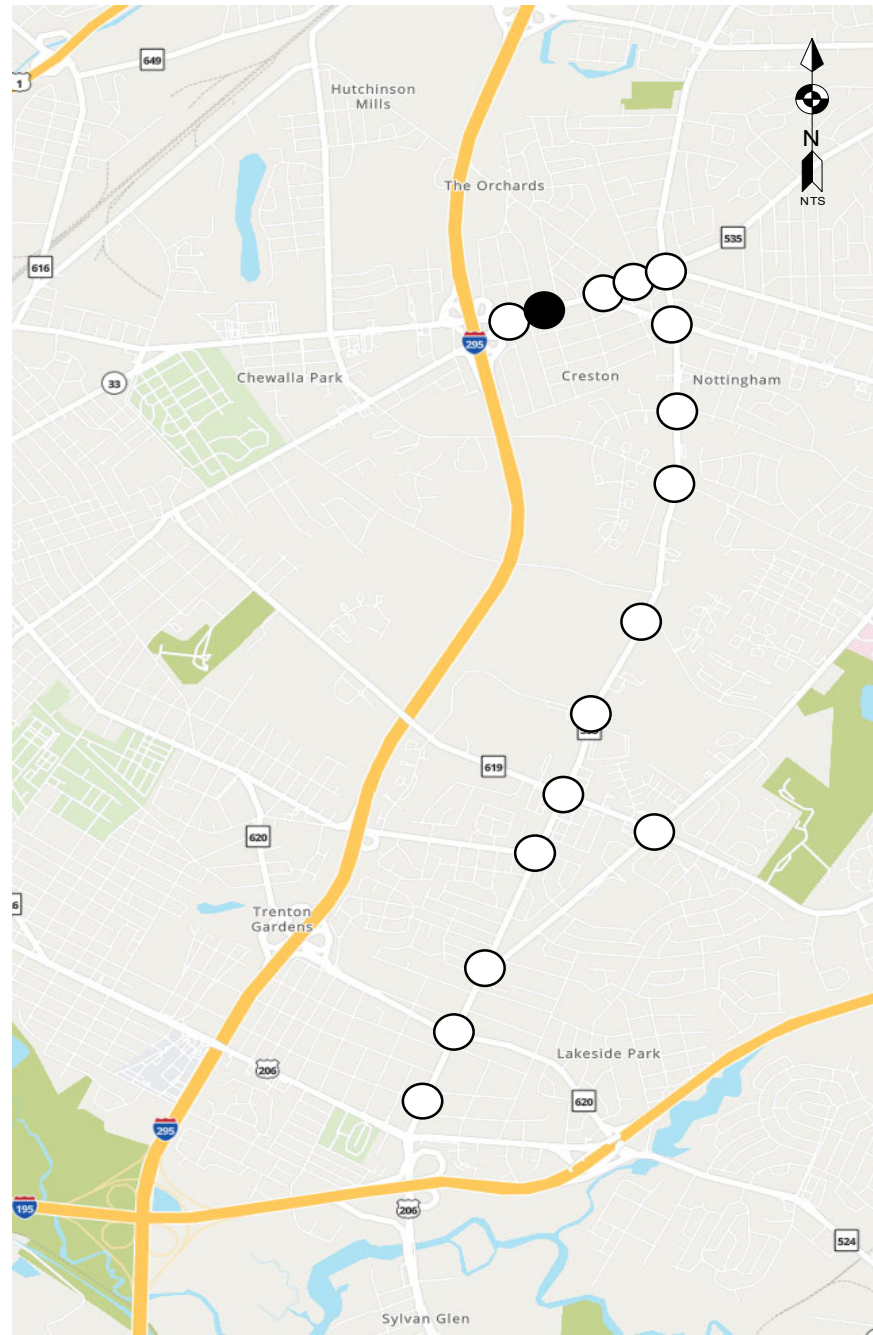 1
649
Hutchinson
Mills
N
NTS
The Orchards
535
616
295
33
Chewalla Park
Creston
Nottingham
619
620
6
Trenton
Gardens
206
Lakeside Park
620
295
195
206
524
Sylvan Glen